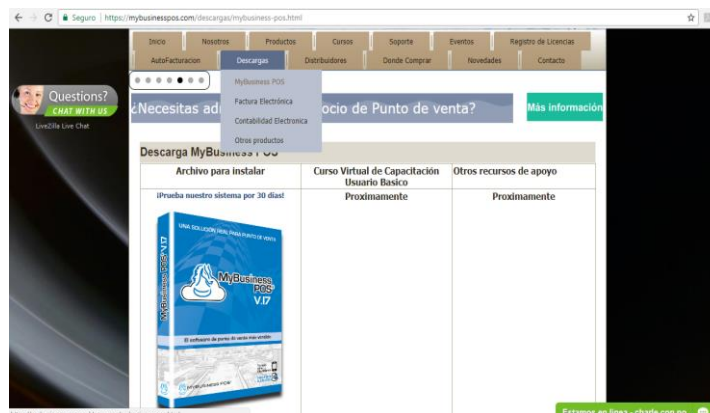 Seguro | https://mybusinesspos.com/descargas/mybusiness-pos.html
Inicio Nosotros Productos Cursos Soporte Eventos Registro de Licencias
AutoFacturacion Descargas Distribuidores Donde Comprar Novedades Contacto
MyBusiness POS
Factura Electrónica
Contabilidad Electronica
Otros productos
Questions?
CHAT WITH US
LiveZilla Live Chat
¿Necesitas ocio de Punto de venta?
Más información
Descarga MyBusiness POS
Archivo para instalar
¡Prueba nuestro sistema por 30 días!
UNA SOLUCIÓN REAL PARA PUNTO DE VENTA
MyBusiness POS V.17
MyBusiness
POS
V.17
El software de punto de venta más vendido
MYBUSINESS POS
Curso Virtual de Capacitación
Usuario Basico
Proximamente
Otros recursos de apoyo
Proximamente
Estamos en línea - charle con no